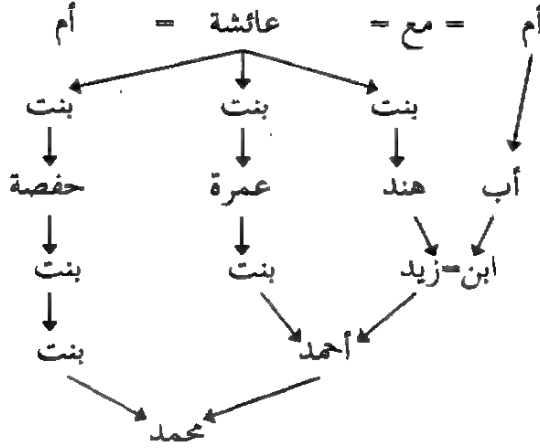 أم = مع = عائشة = أم
بنت بنت بنت
أب هند عمرة حفصة
ابن=زيد بنت بنت
أحمد بنت
محمد